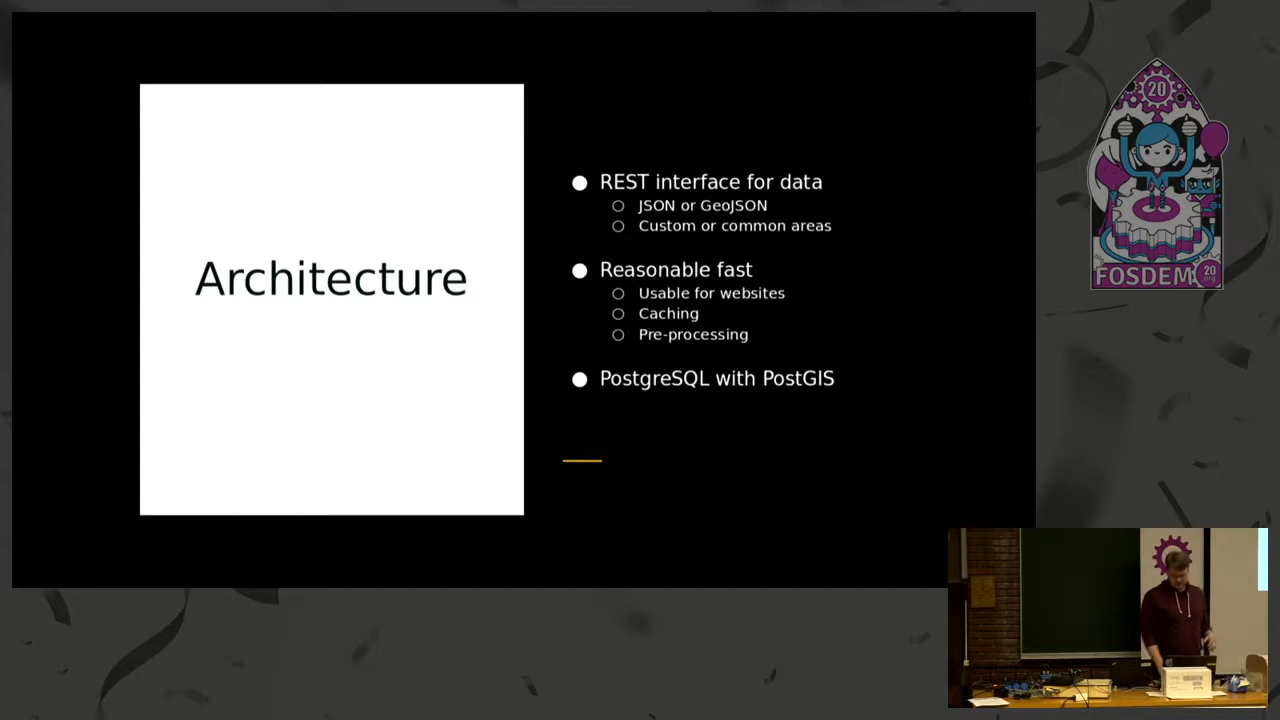 Architecture
REST interface for data
JSON or GeoJSON
Custom or common areas
Reasonable fast
Usable for websites
Caching
Pre-processing
PostgreSQL with PostGIS
20
FOSDEM
20
.org